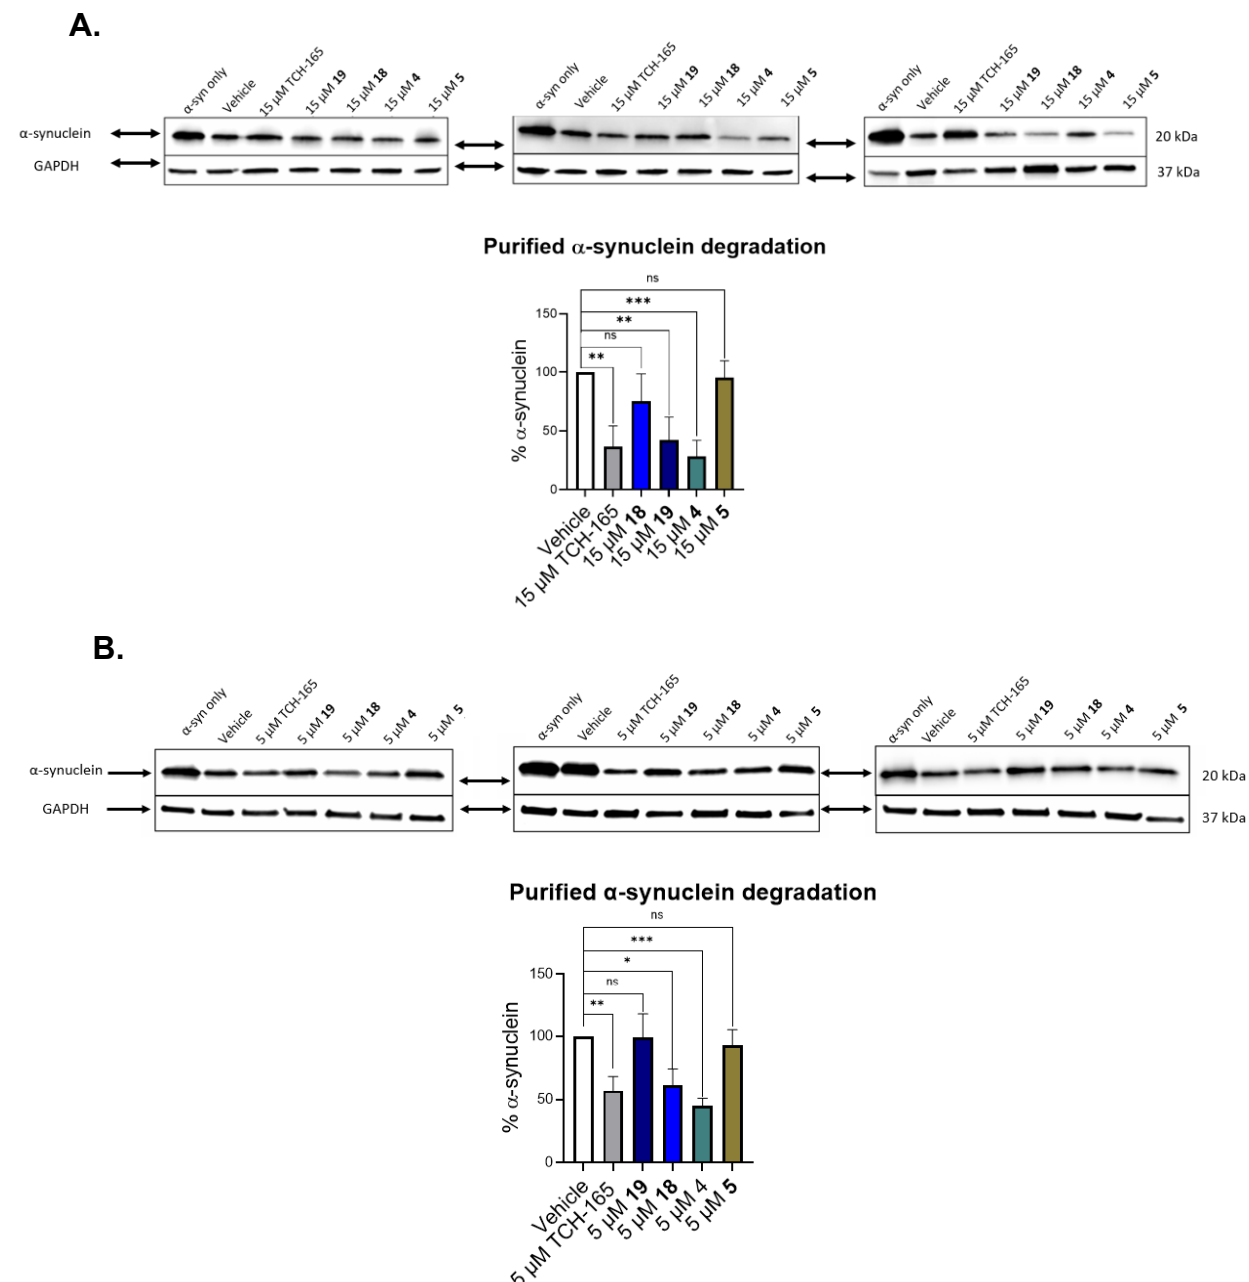 A.
α-syn only Vehicle 15 µM TCH-165 15 µM 19 15 µM 18 15 µM 4 15 µM 5
α-syn only Vehicle 15 µM TCH-165 15 µM 19 15 µM 18 15 µM 4 15 µM 5
α-syn only Vehicle 15 µM TCH-165 15 µM 19 15 µM 18 15 µM 4 15 µM 5
α-synuclein
20 kDa
GAPDH
37 kDa
Purified α-synuclein degradation
ns
***
**
ns
**
% α-synuclein
150
100
50
0
Vehicle
15 µM TCH-165
15 µM 18
15 µM 19
15 µM 4
15 µM 5
B.
α-syn only Vehicle 5 µM TCH-165 5 µM 19 5 µM 18 5 µM 4 5 µM 5
α-syn only Vehicle 5 µM TCH-165 5 µM 19 5 µM 18 5 µM 4 5 µM 5
α-syn only Vehicle 5 µM TCH-165 5 µM 19 5 µM 18 5 µM 4 5 µM 5
α-synuclein
20 kDa
GAPDH
37 kDa
Purified α-synuclein degradation
ns
***
*
ns
**
% α-synuclein
150
100
50
0
Vehicle
5 µM TCH-165
5 µM 19
5 µM 18
5 µM 4
5 µM 5